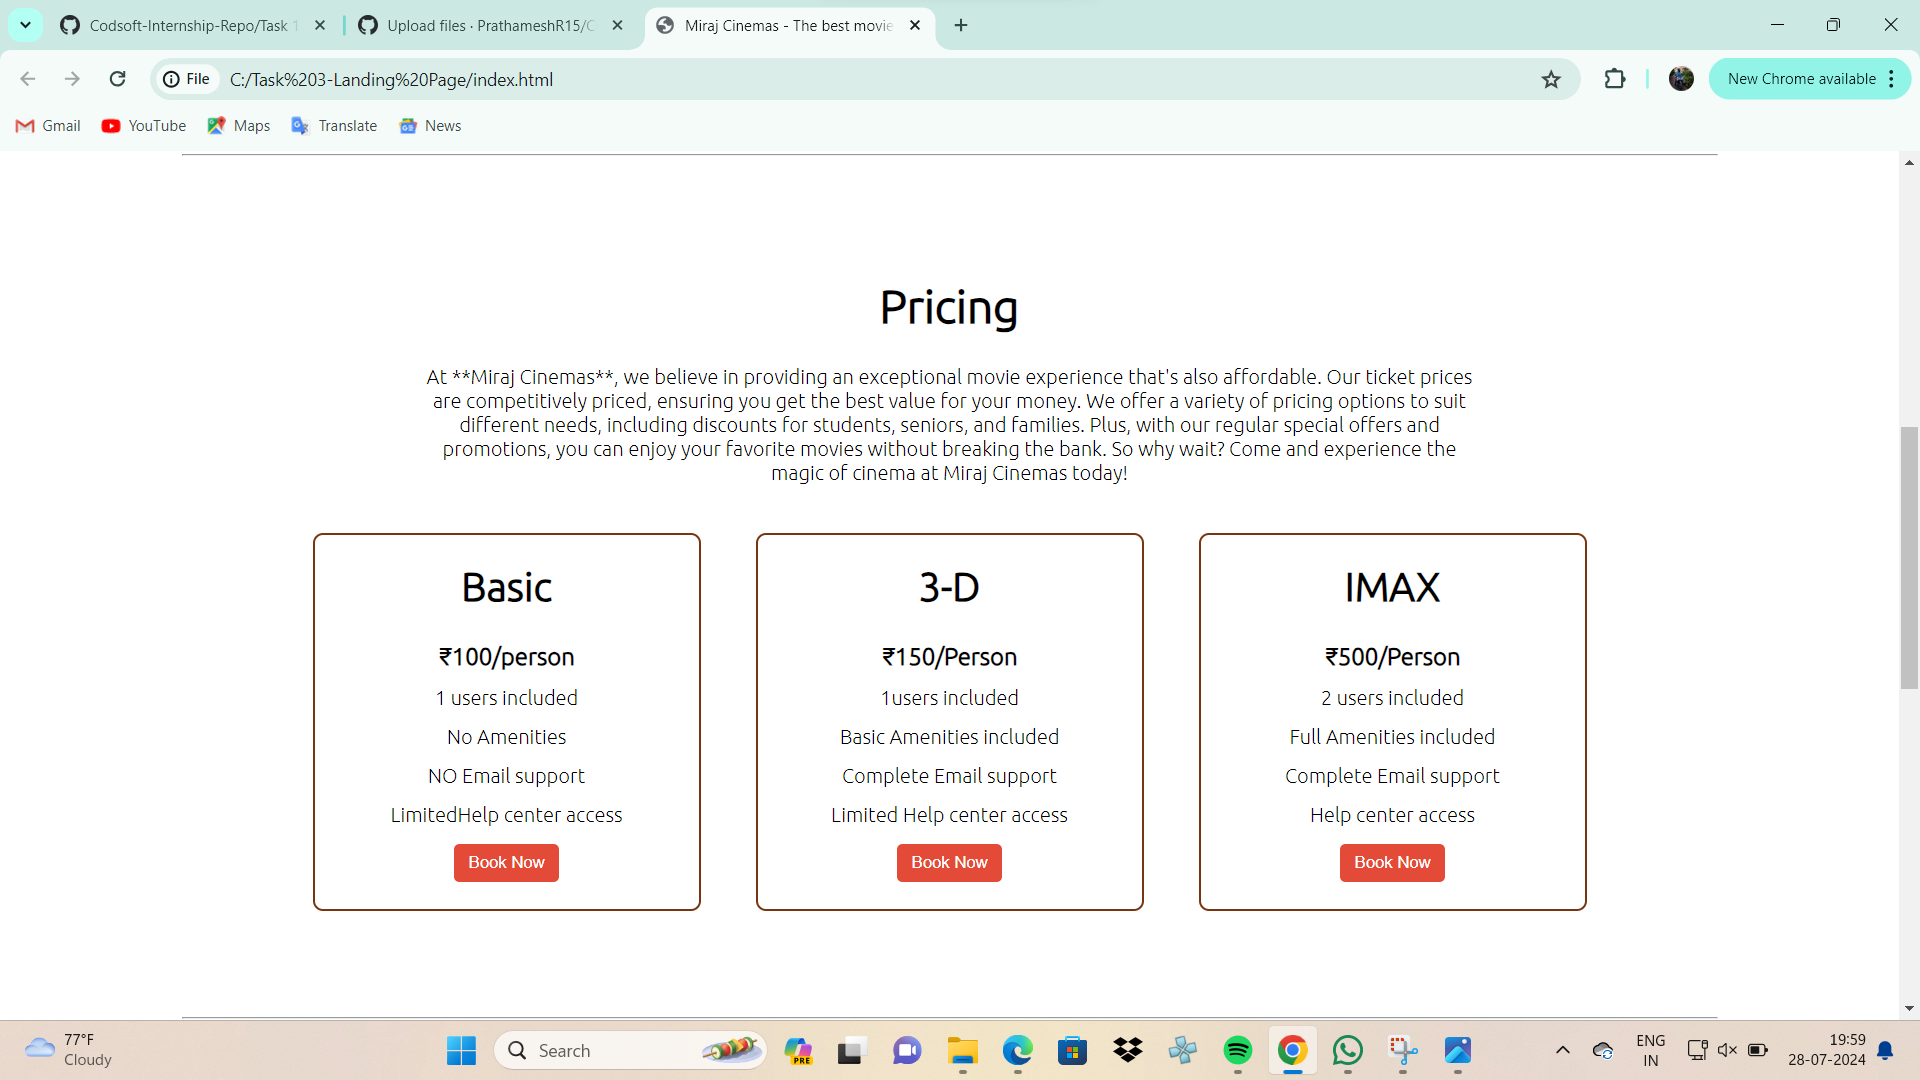 Codsoft-Internship-Repo/Task 1
Upload files · PrathameshR15/C
Miraj Cinemas - The best movie
File
C:/Task%203-Landing%20Page/index.html
New Chrome available
Gmail
YouTube
Maps
Translate
News
Pricing
At **Miraj Cinemas**, we believe in providing an exceptional movie experience that's also affordable. Our ticket prices
are competitively priced, ensuring you get the best value for your money. We offer a variety of pricing options to suit
different needs, including discounts for students, seniors, and families. Plus, with our regular special offers and
promotions, you can enjoy your favorite movies without breaking the bank. So why wait? Come and experience the
magic of cinema at Miraj Cinemas today!
Basic
₹100/person
1 users included
No Amenities
NO Email support
LimitedHelp center access
Book Now
3-D
₹150/Person
1users included
Basic Amenities included
Complete Email support
Limited Help center access
Book Now
IMAX
₹500/Person
2 users included
Full Amenities included
Complete Email support
Help center access
Book Now
77°F
Cloudy
Search
PRE
ENG
IN
19:59
28-07-2024